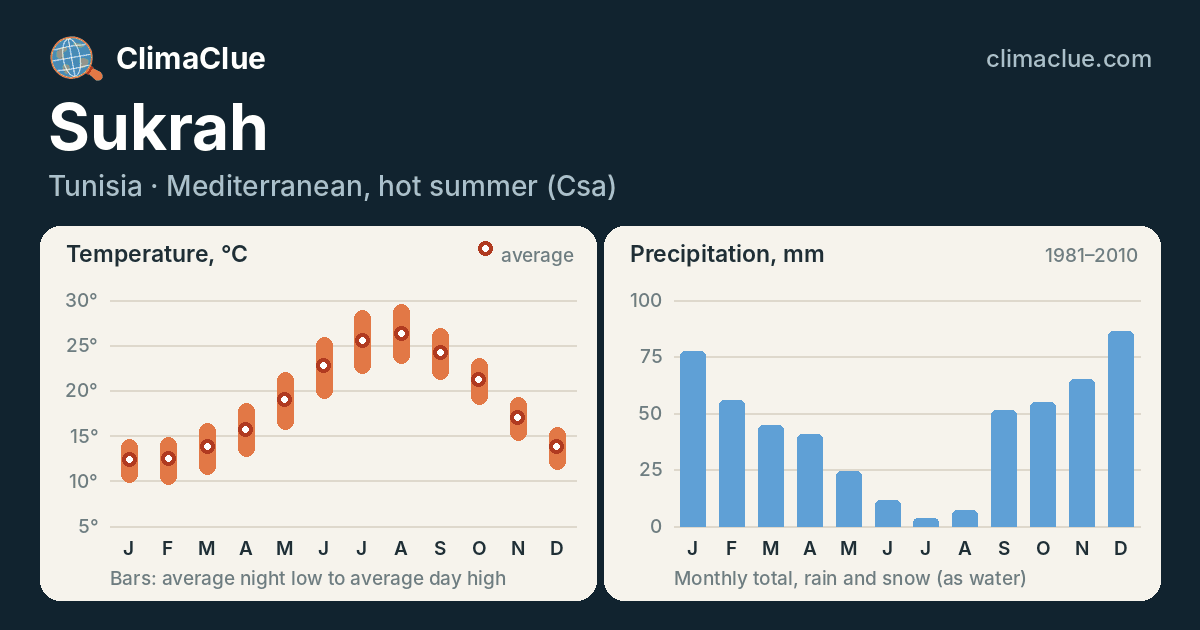 ClimaClue
climaclue.com
Sukrah
Tunisia · Mediterranean, hot summer (Csa)
Temperature, °C
average
30°
25°
20°
15°
10°
5°
J F M A M J J A S O N D
Bars: average night low to average day high
Precipitation, mm
1981–2010
100
75
50
25
0
J F M A M J J A S O N D
Monthly total, rain and snow (as water)